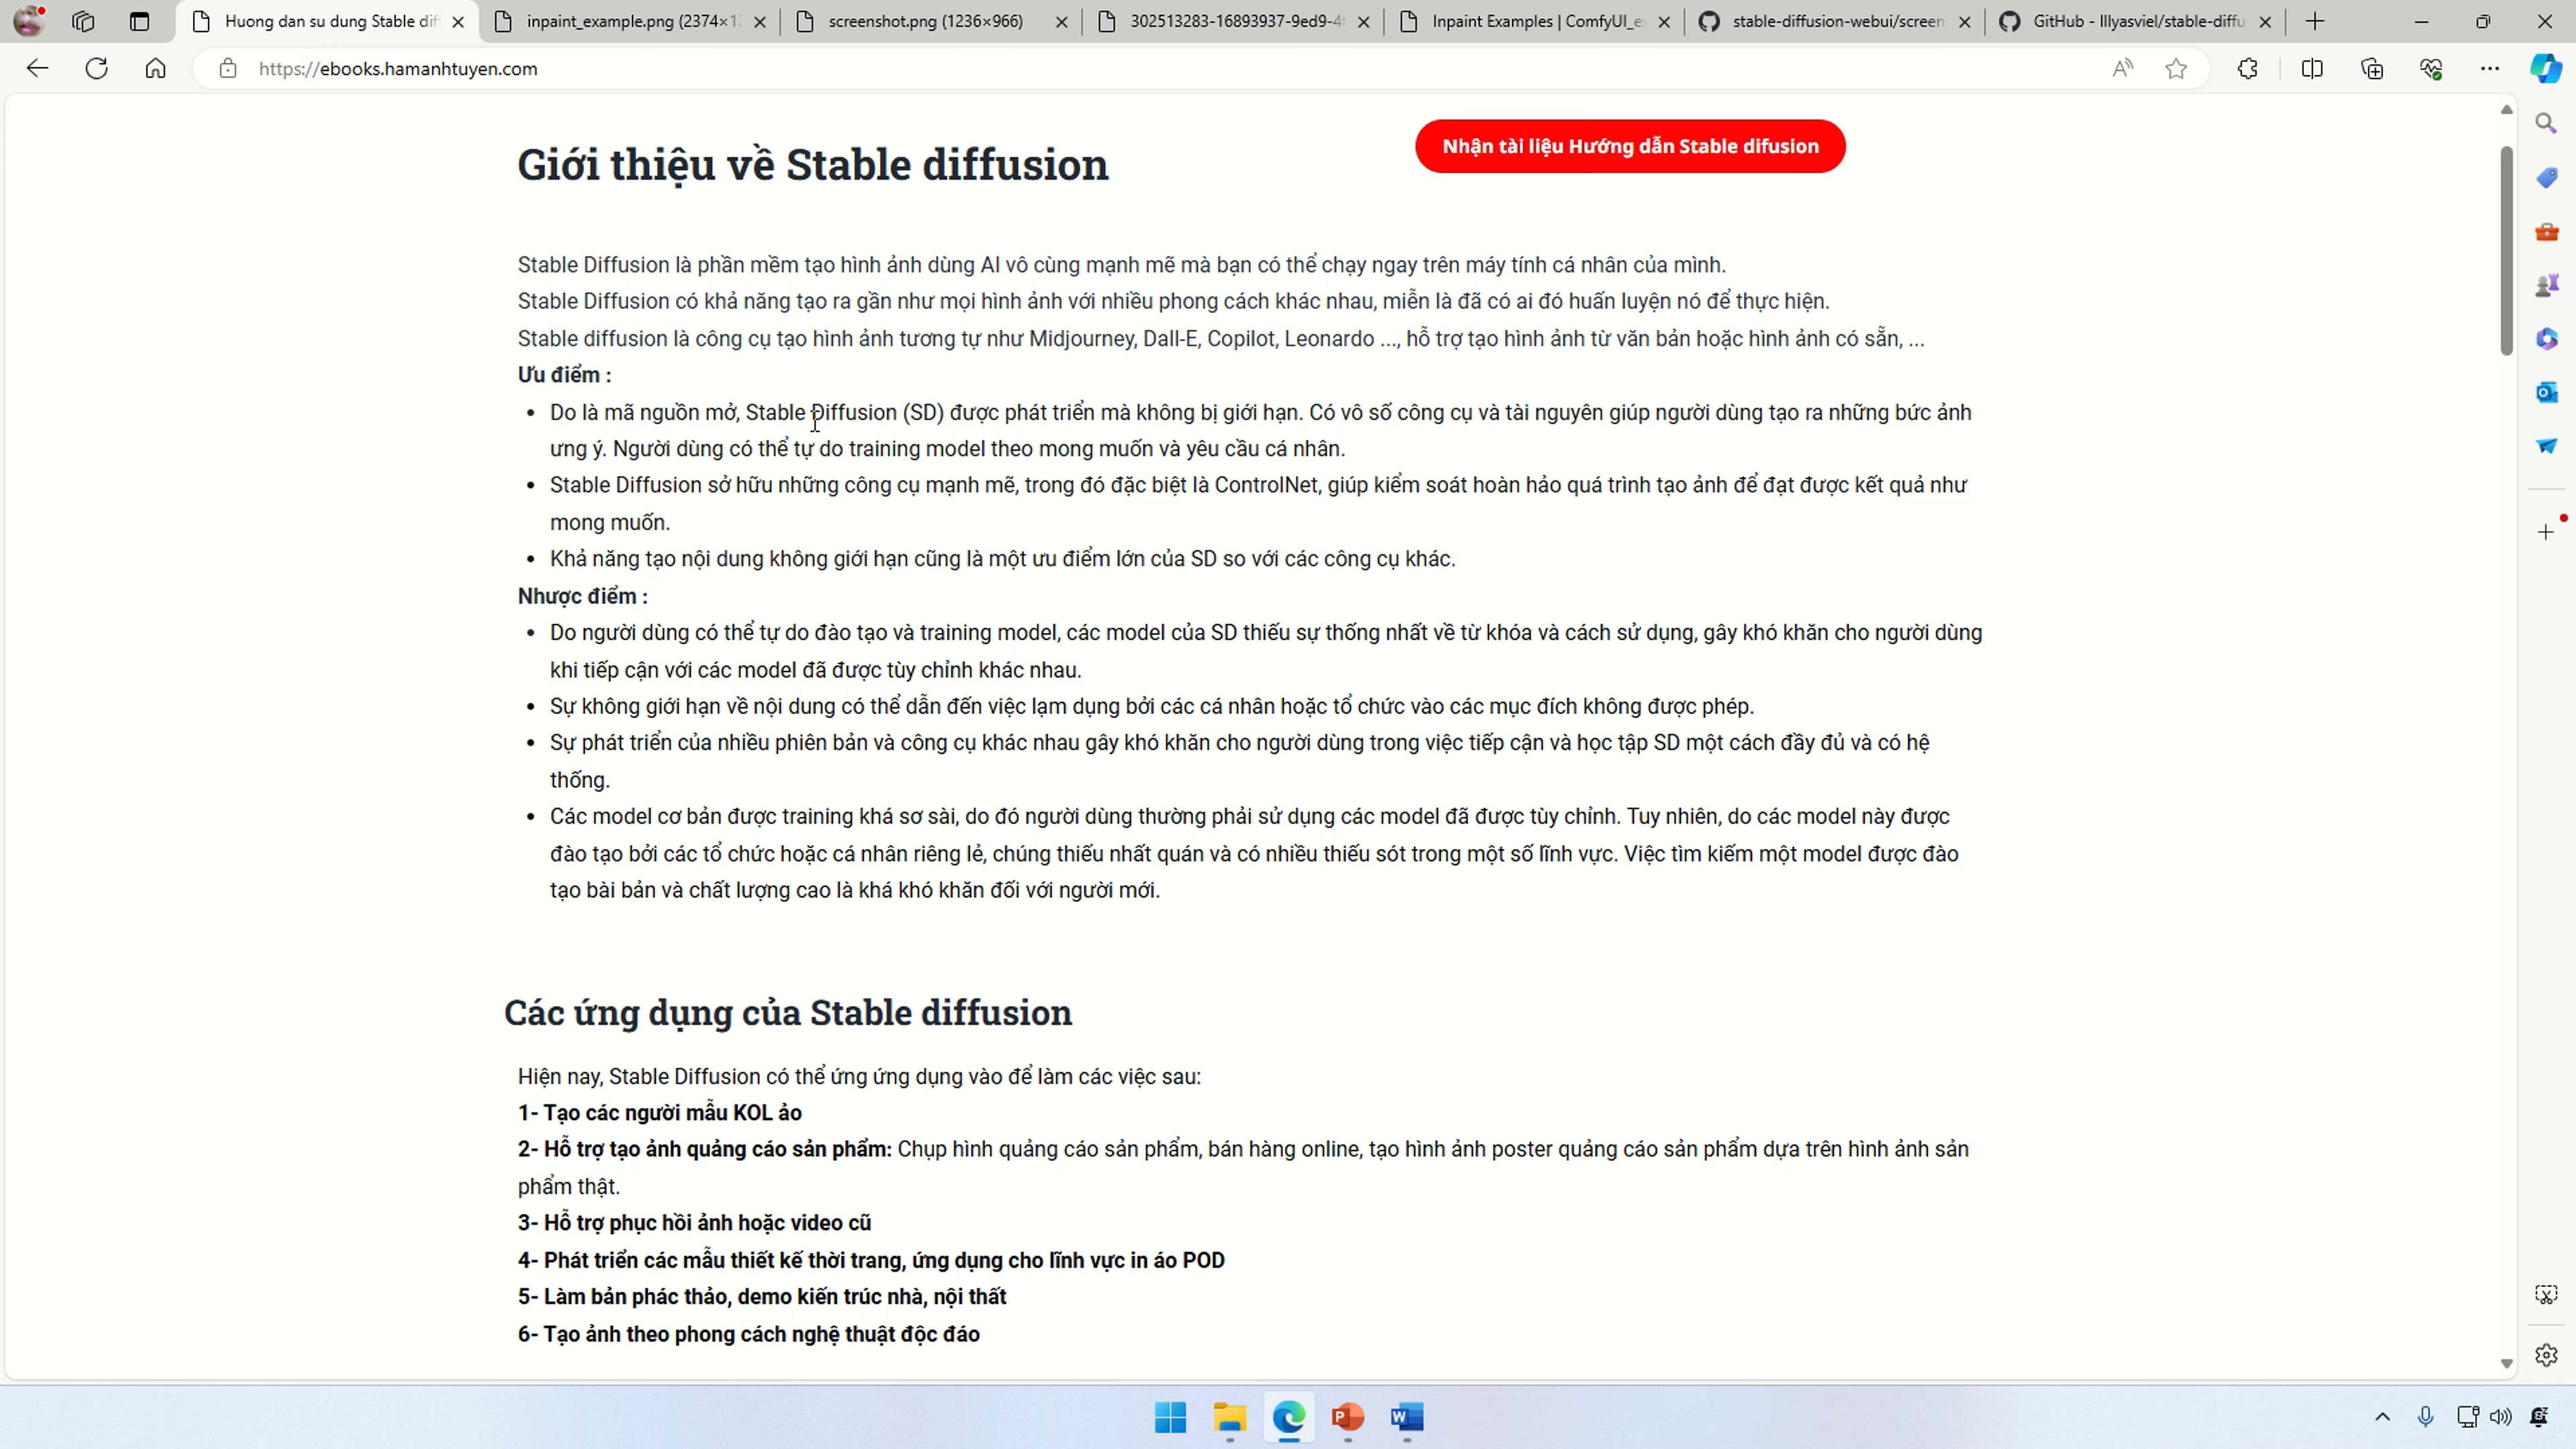 Huong dan su dung Stable dif
inpaint_example.png (2374×12
screenshot.png (1236×966)
302513283-16893937-9ed9-4f
Inpaint Examples | ComfyUI_e
stable-diffusion-webui/screen
GitHub - lllyasviel/stable-diffu
https://ebooks.hamanhtuyen.com
Giới thiệu về Stable diffusion
Nhận tài liệu Hướng dẫn Stable difusion
Stable Diffusion là phần mềm tạo hình ảnh dùng AI vô cùng mạnh mẽ mà bạn có thể chạy ngay trên máy tính cá nhân của mình.
Stable Diffusion có khả năng tạo ra gần như mọi hình ảnh với nhiều phong cách khác nhau, miễn là đã có ai đó huấn luyện nó để thực hiện.
Stable diffusion là công cụ tạo hình ảnh tương tự như Midjourney, Dall-E, Copilot, Leonardo ..., hỗ trợ tạo hình ảnh từ văn bản hoặc hình ảnh có sẵn, ...
Ưu điểm :
• Do là mã nguồn mở, Stable Diffusion (SD) được phát triển mà không bị giới hạn. Có vô số công cụ và tài nguyên giúp người dùng tạo ra những bức ảnh
ưng ý. Người dùng có thể tự do training model theo mong muốn và yêu cầu cá nhân.
• Stable Diffusion sở hữu những công cụ mạnh mẽ, trong đó đặc biệt là ControlNet, giúp kiểm soát hoàn hảo quá trình tạo ảnh để đạt được kết quả như
mong muốn.
• Khả năng tạo nội dung không giới hạn cũng là một ưu điểm lớn của SD so với các công cụ khác.
Nhược điểm :
• Do người dùng có thể tự do đào tạo và training model, các model của SD thiếu sự thống nhất về từ khóa và cách sử dụng, gây khó khăn cho người dùng
khi tiếp cận với các model đã được tùy chỉnh khác nhau.
• Sự không giới hạn về nội dung có thể dẫn đến việc lạm dụng bởi các cá nhân hoặc tổ chức vào các mục đích không được phép.
• Sự phát triển của nhiều phiên bản và công cụ khác nhau gây khó khăn cho người dùng trong việc tiếp cận và học tập SD một cách đầy đủ và có hệ
thống.
• Các model cơ bản được training khá sơ sài, do đó người dùng thường phải sử dụng các model đã được tùy chỉnh. Tuy nhiên, do các model này được
đào tạo bởi các tổ chức hoặc cá nhân riêng lẻ, chúng thiếu nhất quán và có nhiều thiếu sót trong một số lĩnh vực. Việc tìm kiếm một model được đào
tạo bài bản và chất lượng cao là khá khó khăn đối với người mới.
Các ứng dụng của Stable diffusion
Hiện nay, Stable Diffusion có thể ứng ứng dụng vào để làm các việc sau:
1- Tạo các người mẫu KOL ảo
2- Hỗ trợ tạo ảnh quảng cáo sản phẩm: Chụp hình quảng cáo sản phẩm, bán hàng online, tạo hình ảnh poster quảng cáo sản phẩm dựa trên hình ảnh sản
phẩm thật.
3- Hỗ trợ phục hồi ảnh hoặc video cũ
4- Phát triển các mẫu thiết kế thời trang, ứng dụng cho lĩnh vực in áo POD
5- Làm bản phác thảo, demo kiến trúc nhà, nội thất
6- Tạo ảnh theo phong cách nghệ thuật độc đáo